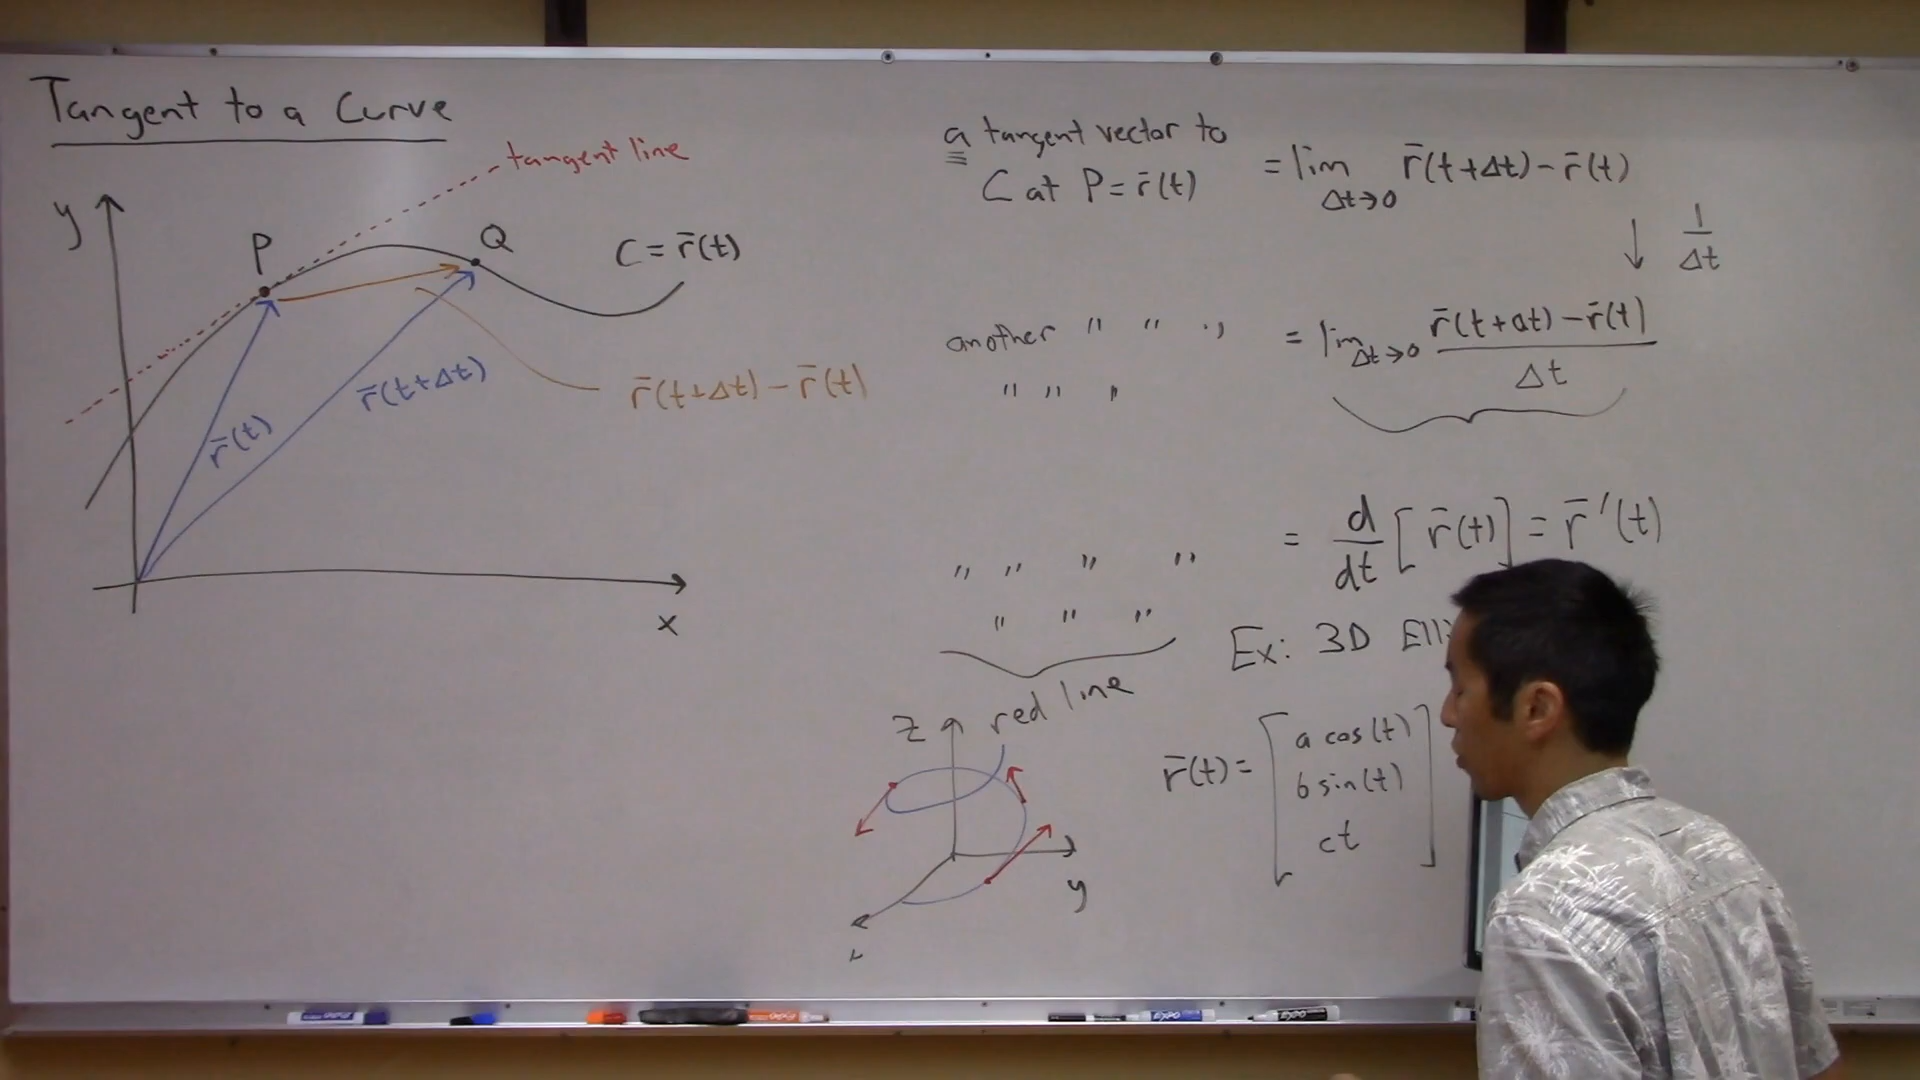 Tangent to a Curve
tangent line
y
P
Q
C = r̄(t)
r̄(t+Δt)
r̄(t+Δt) – r̄(t)
r̄(t)
x
a tangent vector to
C at P = r̄(t)
= lim Δt→0 r̄(t+Δt) – r̄(t)
↓ 1/Δt
another " " "
" " "
= lim Δt→0 (r̄(t+Δt) – r̄(t))/Δt
" " " "
" " "
= d/dt [r̄(t)] = r̄'(t)
red line
Ex: 3D
z
y
r̄(t) = [
a cos(t)
b sin(t)
ct
]